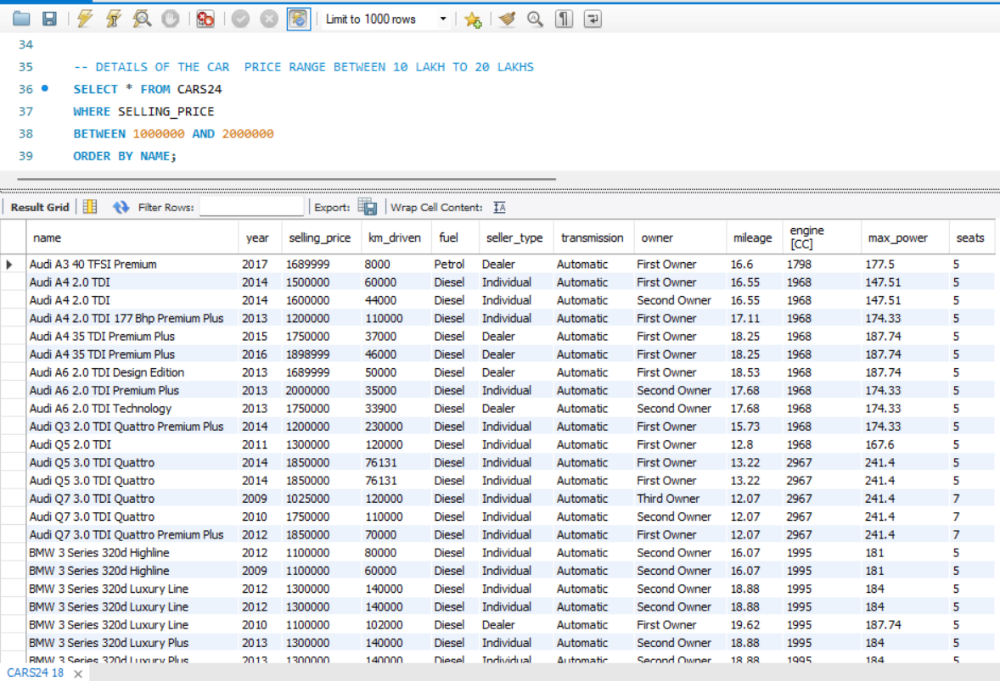 Limit to 1000 rows
34
35 -- DETAILS OF THE CAR  PRICE RANGE BETWEEN 10 LAKH TO 20 LAKHS
36 SELECT * FROM CARS24
37 WHERE SELLING_PRICE
38 BETWEEN 1000000 AND 2000000
39 ORDER BY NAME;
Result Grid Filter Rows: Export: Wrap Cell Content:
name year selling_price km_driven fuel seller_type transmission owner mileage engine [CC] max_power seats
Audi A3 40 TFSI Premium 2017 1689999 8000 Petrol Dealer Automatic First Owner 16.6 1798 177.5 5
Audi A4 2.0 TDI 2014 1500000 60000 Diesel Individual Automatic First Owner 16.55 1968 147.51 5
Audi A4 2.0 TDI 2014 1600000 44000 Diesel Individual Automatic Second Owner 16.55 1968 147.51 5
Audi A4 2.0 TDI 177 Bhp Premium Plus 2013 1200000 110000 Diesel Individual Automatic First Owner 17.11 1968 174.33 5
Audi A4 35 TDI Premium Plus 2015 1750000 37000 Diesel Dealer Automatic First Owner 18.25 1968 187.74 5
Audi A4 35 TDI Premium Plus 2016 1898999 46000 Diesel Dealer Automatic First Owner 18.25 1968 187.74 5
Audi A6 2.0 TDI Design Edition 2013 1689999 50000 Diesel Dealer Automatic First Owner 18.53 1968 187.74 5
Audi A6 2.0 TDI Premium Plus 2013 2000000 35000 Diesel Individual Automatic Second Owner 17.68 1968 174.33 5
Audi A6 2.0 TDI Technology 2013 1750000 33900 Diesel Dealer Automatic Second Owner 17.68 1968 174.33 5
Audi Q3 2.0 TDI Quattro Premium Plus 2014 1200000 230000 Diesel Individual Automatic First Owner 15.73 1968 174.33 5
Audi Q5 2.0 TDI 2011 1300000 120000 Diesel Individual Automatic First Owner 12.8 1968 167.6 5
Audi Q5 3.0 TDI Quattro 2014 1850000 76131 Diesel Individual Automatic First Owner 13.22 2967 241.4 5
Audi Q5 3.0 TDI Quattro 2014 1850000 76131 Diesel Individual Automatic First Owner 13.22 2967 241.4 5
Audi Q7 3.0 TDI Quattro 2009 1025000 120000 Diesel Individual Automatic Third Owner 12.07 2967 241.4 7
Audi Q7 3.0 TDI Quattro 2010 1750000 110000 Diesel Individual Automatic Second Owner 12.07 2967 241.4 7
Audi Q7 3.0 TDI Quattro Premium Plus 2012 1850000 70000 Diesel Individual Automatic First Owner 12.07 2967 241.4 7
BMW 3 Series 320d Highline 2012 1100000 80000 Diesel Individual Automatic Second Owner 16.07 1995 181 5
BMW 3 Series 320d Highline 2009 1100000 60000 Diesel Individual Automatic Second Owner 16.07 1995 181 5
BMW 3 Series 320d Luxury Line 2012 1300000 140000 Diesel Individual Automatic Second Owner 18.88 1995 184 5
BMW 3 Series 320d Luxury Line 2012 1300000 140000 Diesel Individual Automatic Second Owner 18.88 1995 184 5
BMW 3 Series 320d Luxury Line 2010 1100000 102000 Diesel Dealer Automatic First Owner 19.62 1995 187.74 5
BMW 3 Series 320d Luxury Plus 2013 1300000 140000 Diesel Individual Automatic Second Owner 18.88 1995 184 5
BMW 3 Series 320d Luxury Plus 2013 1300000 140000 Diesel Individual Automatic Second Owner 18.88 1995 184 5
CARS24 18